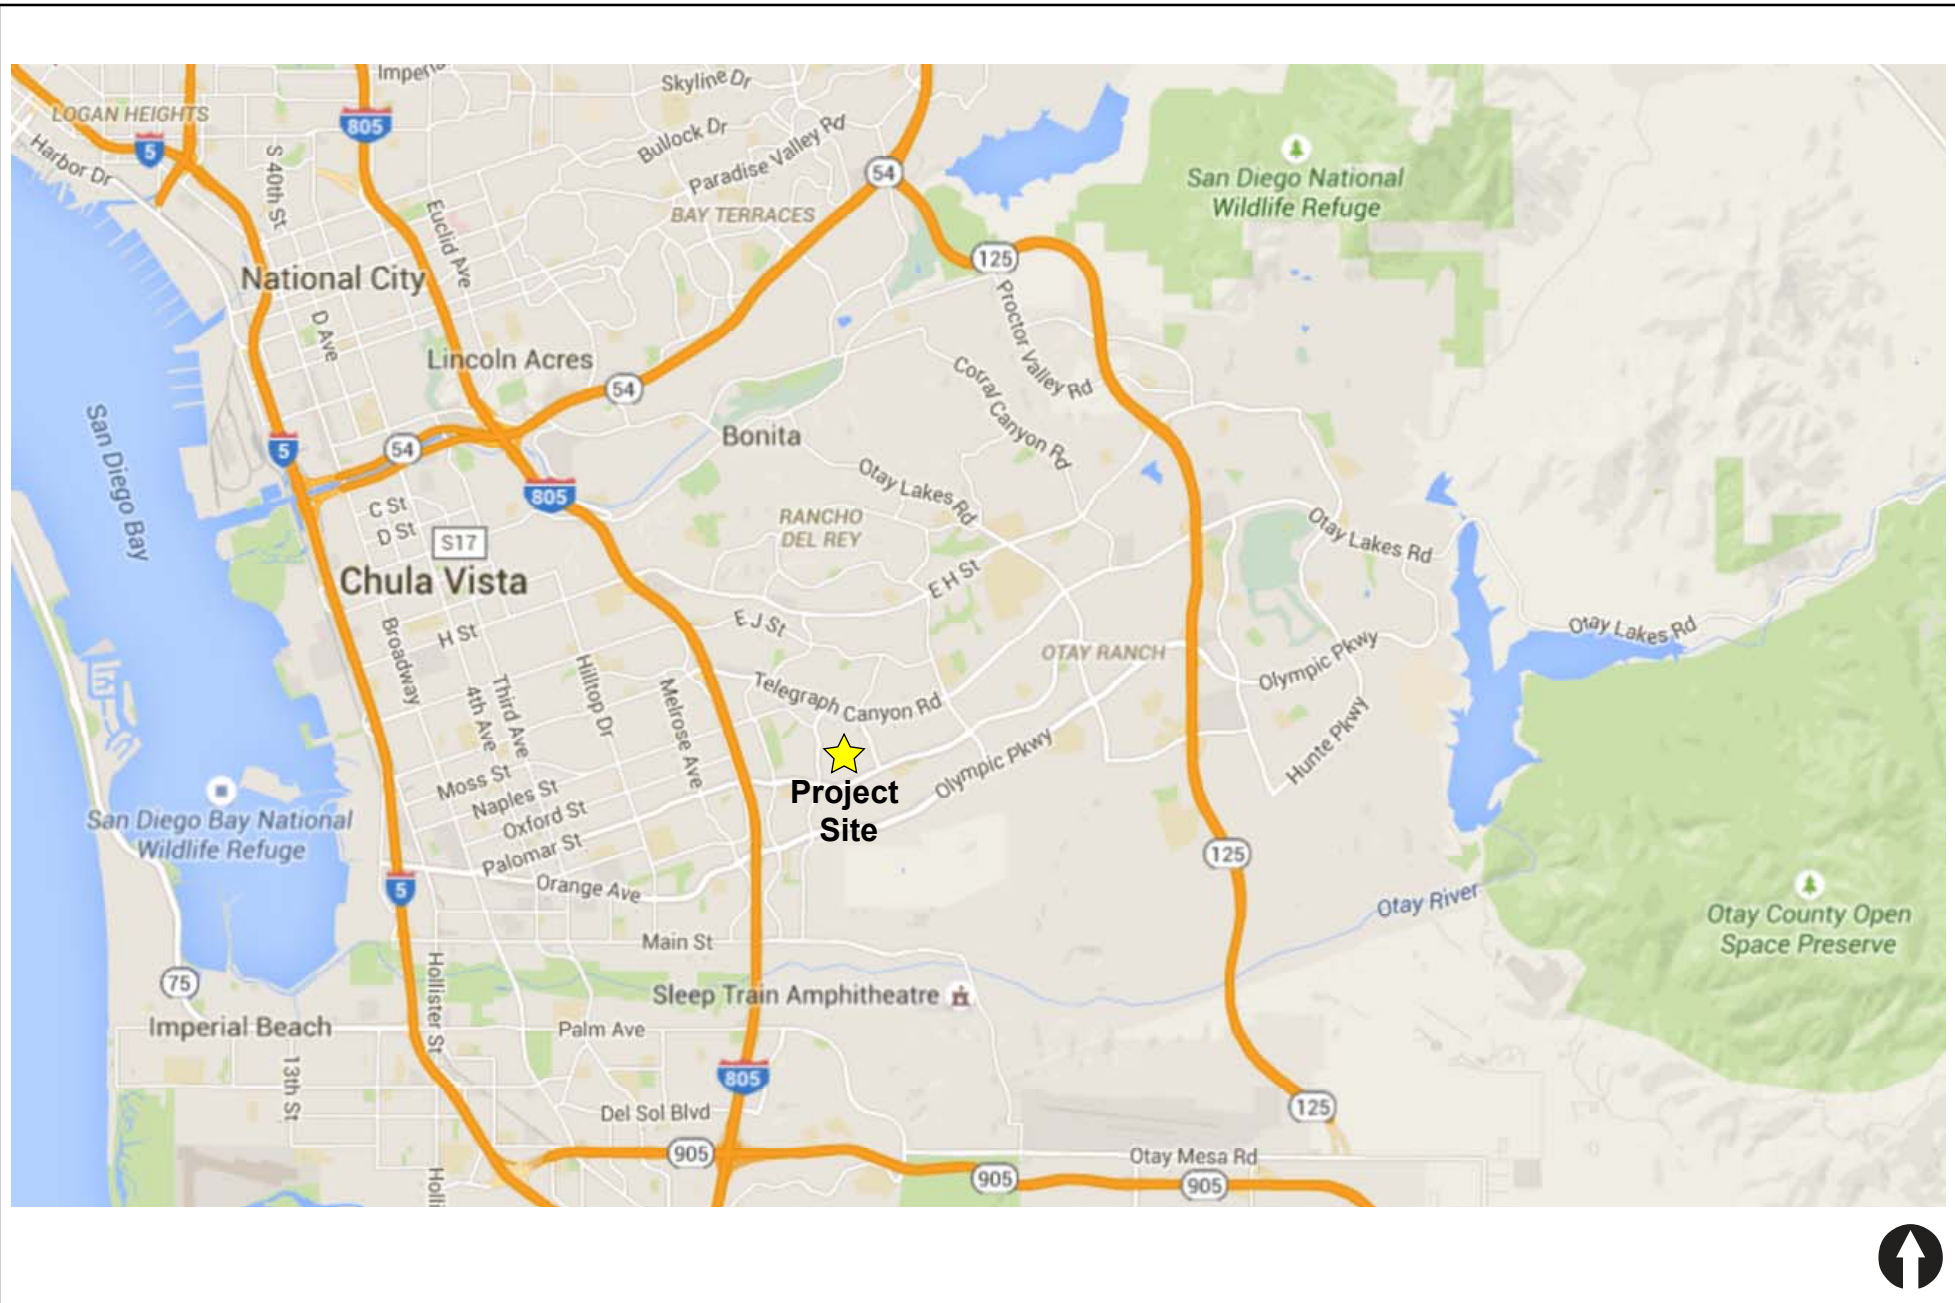 Imperia
Skyline Dr
LOGAN HEIGHTS
805
5
Harbor Dr
S 40th St
Bullock Dr
Paradise Valley Rd
54
San Diego National
Wildlife Refuge
BAY TERRACES
Euclid Ave
National City
125
Proctor Valley Rd
D Ave
Lincoln Acres
54
Corral Canyon Rd
San Diego Bay
5
54
Bonita
805
Otay Lakes Rd
C St
D St
S17
RANCHO
DEL REY
Otay Lakes Rd
Chula Vista
E H St
Broadway
H St
E J St
Otay Lakes Rd
OTAY RANCH
Olympic Pkwy
Hilltop Dr
Third Ave
4th Ave
Melrose Ave
Telegraph Canyon Rd
Hunte Pkwy
Olympic Pkwy
Project
Site
Moss St
Naples St
Oxford St
Palomar St
San Diego Bay National
Wildlife Refuge
125
5
Orange Ave
Otay River
Otay County Open
Space Preserve
Main St
Hollister St
75
Sleep Train Amphitheatre
Imperial Beach
Palm Ave
13th St
805
Del Sol Blvd
125
905
Otay Mesa Rd
905
905
Holli